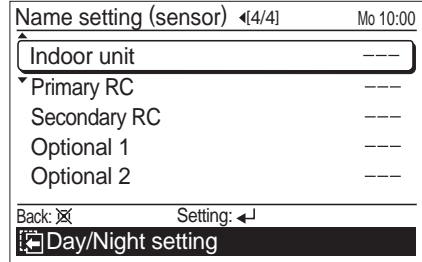 Name setting (sensor) ◀[4/4] Mo 10:00
Indoor unit −−−
Primary RC −−−
Secondary RC −−−
Optional 1 −−−
Optional 2 −−−
Back: Setting:
Day/Night setting